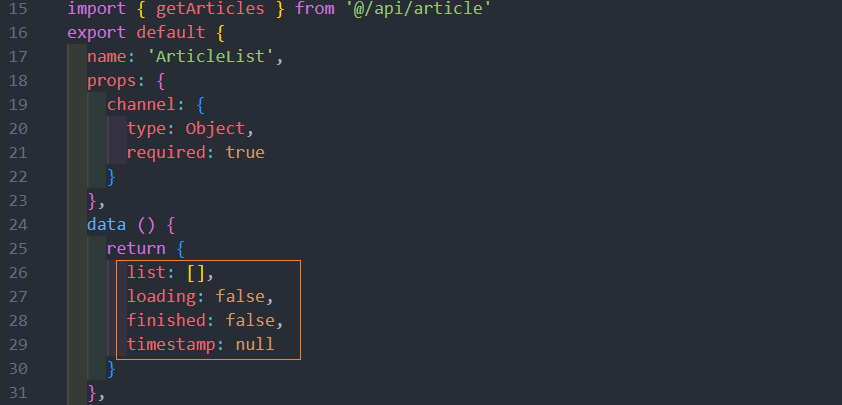 15 import { getArticles } from '@/api/article'
16 export default {
17 name: 'ArticleList',
18 props: {
19 channel: {
20 type: Object,
21 required: true
22 }
23 },
24 data () {
25 return {
26 list: [],
27 loading: false,
28 finished: false,
29 timestamp: null
30 }
31 },